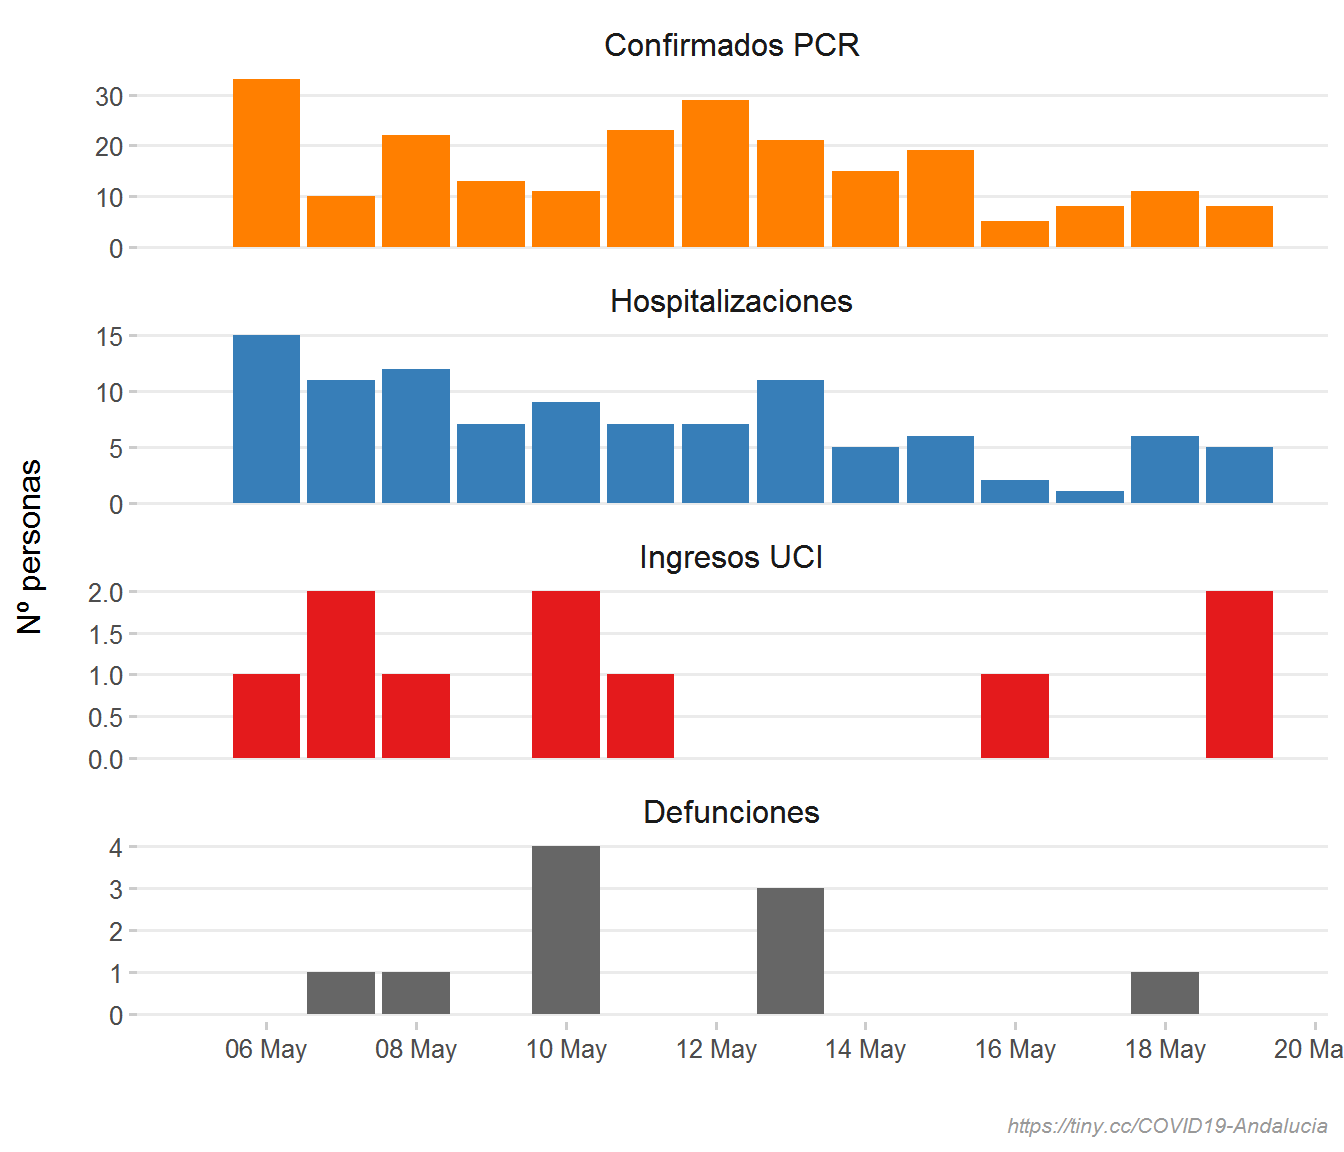 Confirmados PCR
30
20
10
0
Hospitalizaciones
15
10
5
0
Nº personas
Ingresos UCI
2.0
1.5
1.0
0.5
0.0
Defunciones
4
3
2
1
0
06 May 08 May 10 May 12 May 14 May 16 May 18 May 20 Ma
https://tiny.cc/COVID19-Andalucia